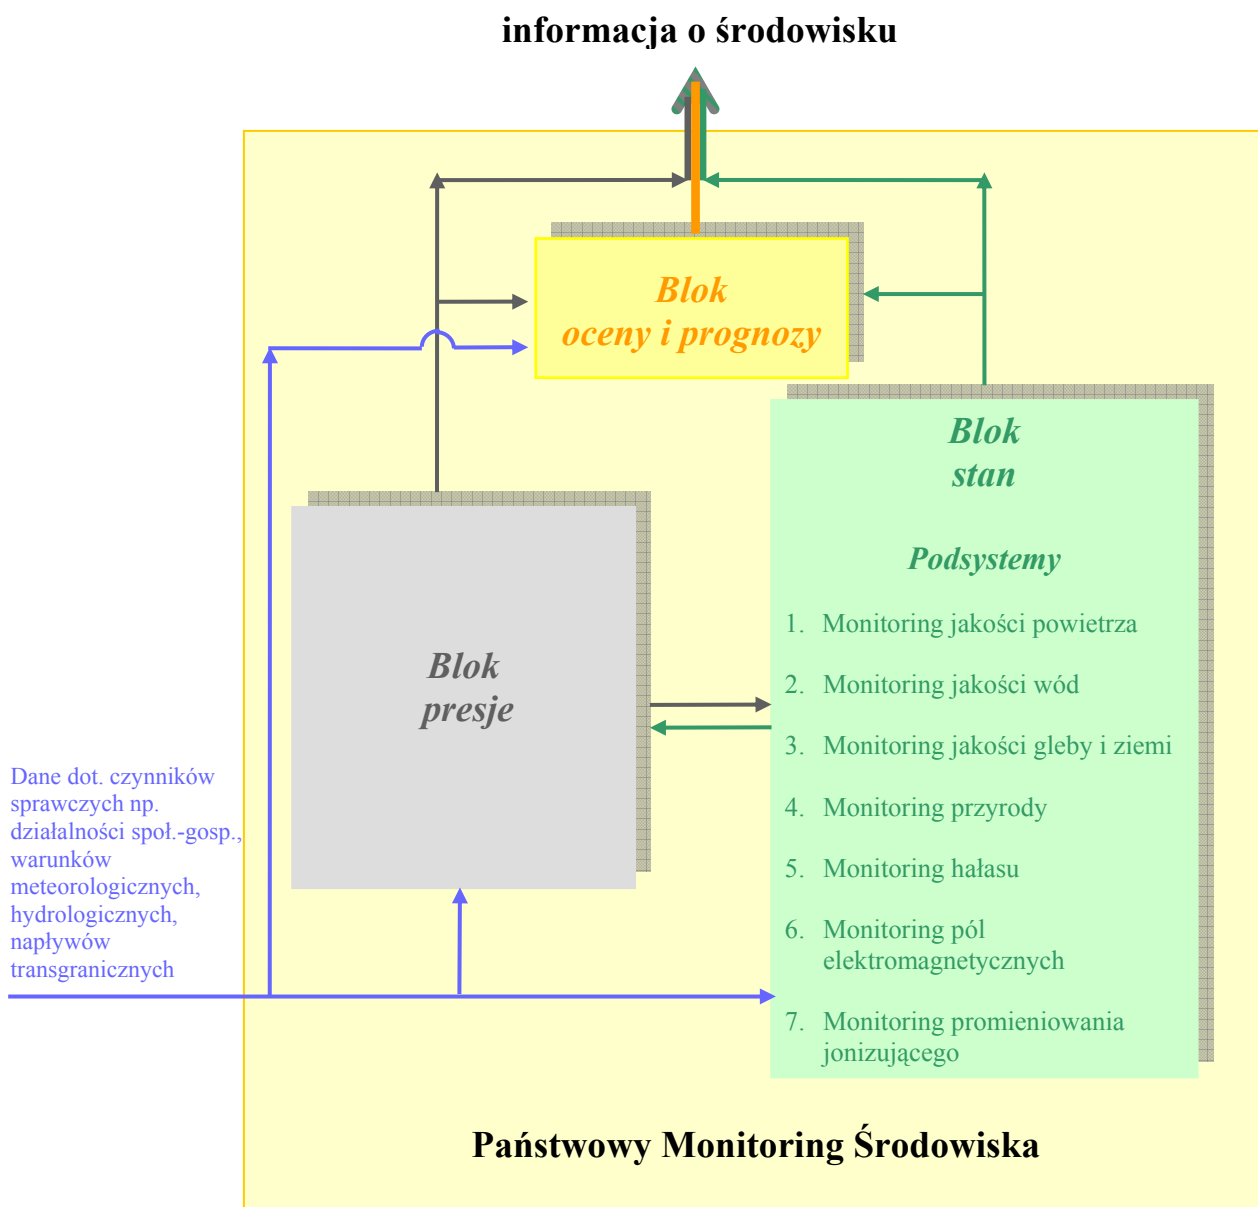 informacja o środowisku
Blok
oceny i prognozy
Blok
stan
Podsystemy
1. Monitoring jakości powietrza
2. Monitoring jakości wód
3. Monitoring jakości gleby i ziemi
4. Monitoring przyrody
5. Monitoring hałasu
6. Monitoring pól
elektromagnetycznych
7. Monitoring promieniowania
jonizującego
Blok
presje
Dane dot. czynników
sprawczych np.
działalności społ.-gosp.,
warunków
meteorologicznych,
hydrologicznych,
napływów
transgranicznych
Państwowy Monitoring Środowiska